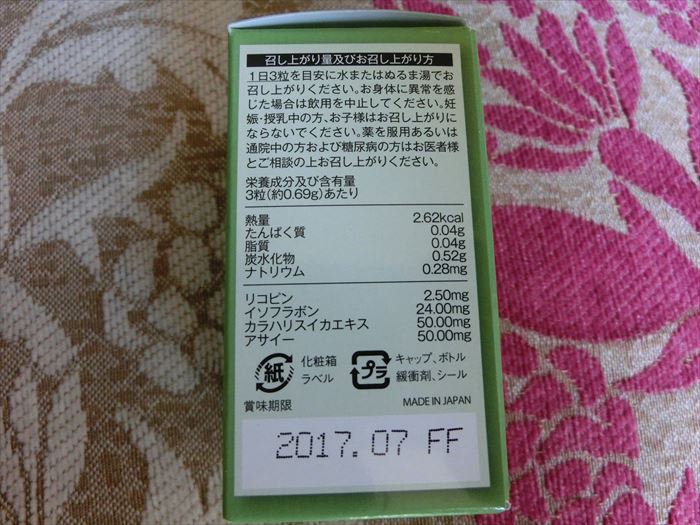 召し上がり量及びお召し上がり方
1日3粒を目安に水またはぬるま湯でお
召し上がりください。お身体に異常を感
じた場合は飲用を中止してください。妊
娠・授乳中の方、お子様はお召し上がりに
ならないでください。薬を服用あるいは
通院中の方および糖尿病の方はお医者様
とご相談の上お召し上がりください。
栄養成分及び含有量
3粒(約0.69g)あたり
熱量 2.62kcal
たんぱく質 0.04g
脂質 0.04g
炭水化物 0.52g
ナトリウム 0.28mg
リコピン 2.50mg
イソフラボン 24.00mg
カラハリスイカエキス 50.00mg
アサイー 50.00mg
紙 化粧箱 プラ キャップ、ボトル
ラベル 緩衝剤、シール
賞味期限 MADE IN JAPAN
2017.07 FF